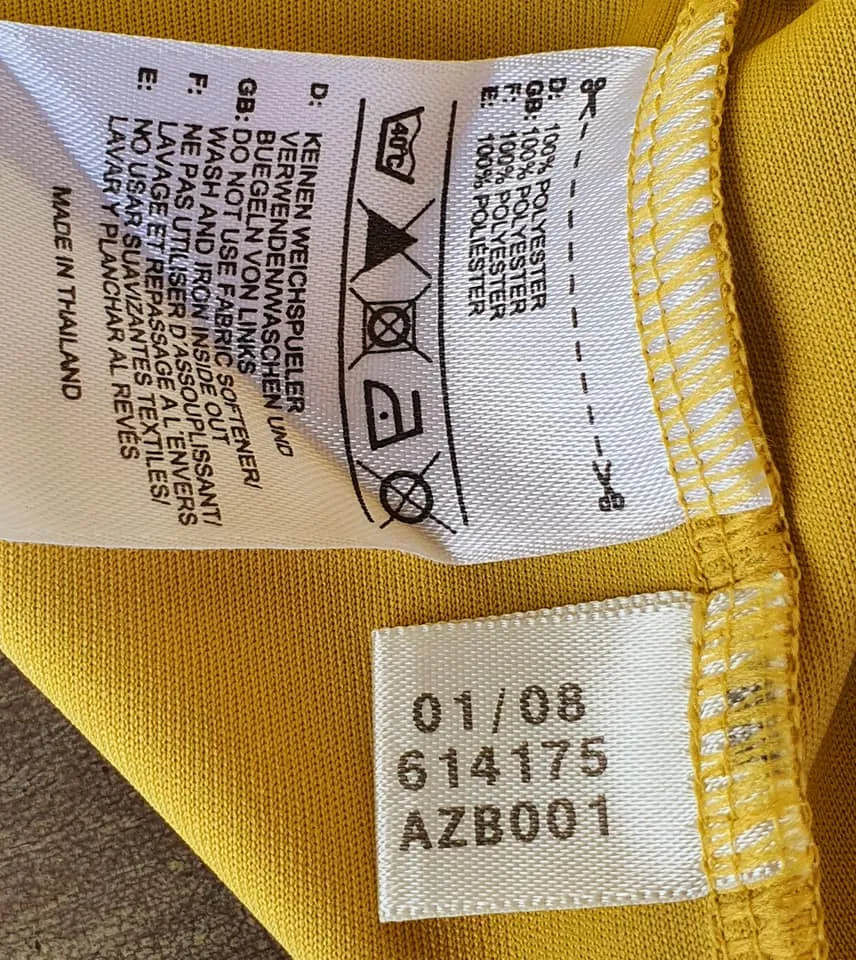 D: 100% POLYESTER
GB: 100% POLYESTER
F: 100% POLYESTER
E: 100% POLIESTER
40°C
D: KEINEN WEICHSPUELER
VERWENDENWASCHEN UND
BUEGELN VON LINKS
GB: DO NOT USE FABRIC SOFTENER/
WASH AND IRON INSIDE OUT
F: NE PAS UTILISER D'ASSOUPLISSANT/
LAVAGE ET REPASSAGE A L'ENVERS
E: NO USAR SUAVIZANTES TEXTILES/
LAVAR Y PLANCHAR AL REVÉS
MADE IN THAILAND
01/08
614175
AZB001